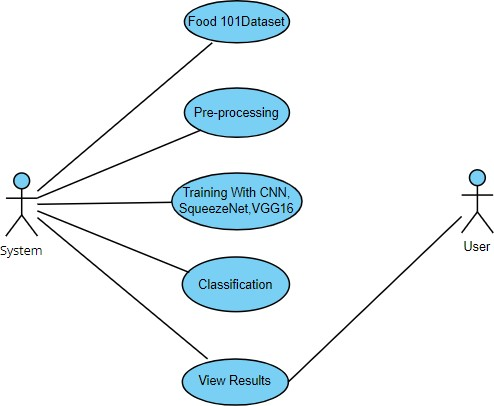 Food 101Dataset
Pre-processing
Training With CNN,
SqueezeNet,VGG16
System
User
Classification
View Results